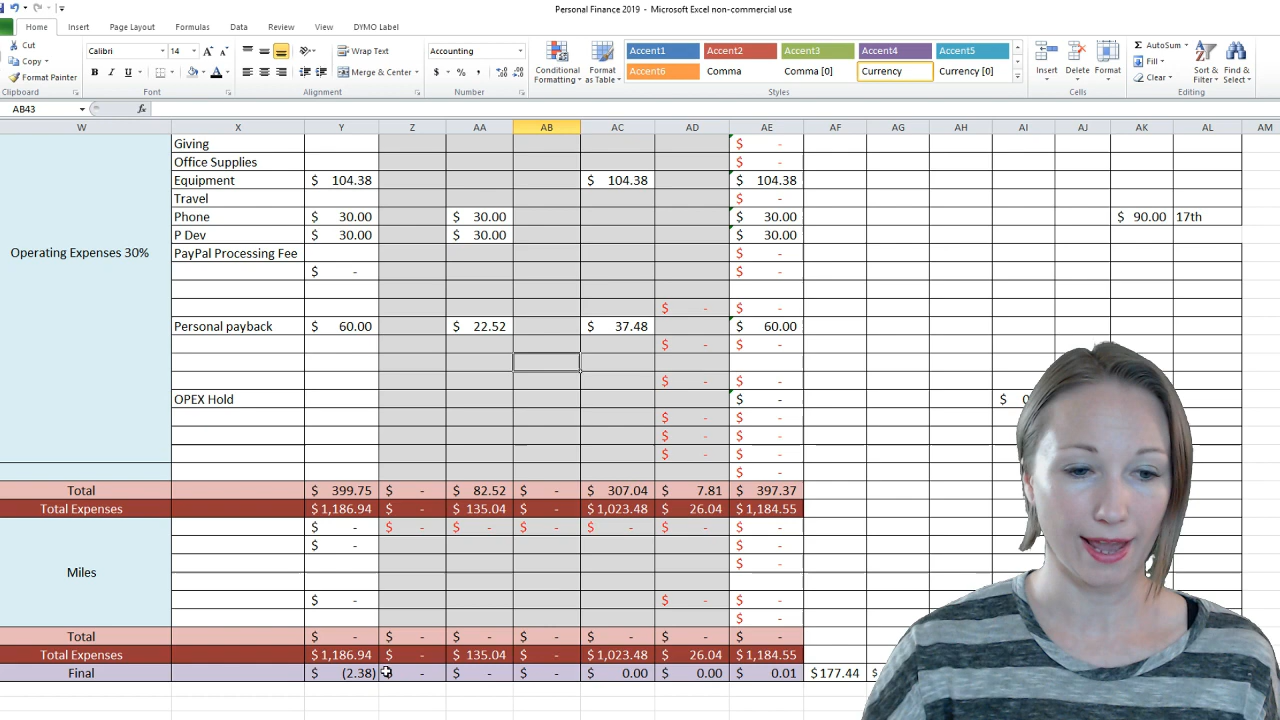 Personal Finance 2019 - Microsoft Excel non-commercial use
Home Insert Page Layout Formulas Data Review View DYMO Label
Cut
Copy
Format Painter
Clipboard
Calibri 14
B I U
Font
Wrap Text
Merge & Center
Alignment
Accounting
$ % ,
Number
Conditional Formatting
Format as Table
Accent1 Accent2 Accent3 Accent4 Accent5
Accent6 Comma Comma [0] Currency Currency [0]
Styles
Insert Delete Format
Cells
AutoSum
Fill
Clear
Sort & Filter
Find & Select
Editing
AB43 fx
W X Y Z AA AB AC AD AE AF AG AH AI AJ AK AL AM
Giving $ -
Office Supplies $ -
Equipment $ 104.38 $ 104.38 $ 104.38
Travel $ -
Phone $ 30.00 $ 30.00 $ 30.00 $ 90.00 17th
P Dev $ 30.00 $ 30.00 $ 30.00
Operating Expenses 30% PayPal Processing Fee $ -
$ - $ -
$ - $ -
Personal payback $ 60.00 $ 22.52 $ 37.48 $ 60.00
$ - $ -
$ - $ -
OPEX Hold $ - $
$ - $ -
$ - $ -
$ - $ -
$ -
Total $ 399.75 $ - $ 82.52 $ - $ 307.04 $ 7.81 $ 397.37
Total Expenses $ 1,186.94 $ - $ 135.04 $ - $ 1,023.48 $ 26.04 $ 1,184.55
$ - $ - $ - $ - $ - $ - $ -
$ - $ -
Miles $ -
$ - $ - $ -
$ -
Total $ - $ - $ - $ - $ - $ - $ -
Total Expenses $ 1,186.94 $ - $ 135.04 $ - $ 1,023.48 $ 26.04 $ 1,184.55
Final $ (2.38) - $ - $ - $ 0.00 $ 0.00 $ 0.01 $ 177.44 $